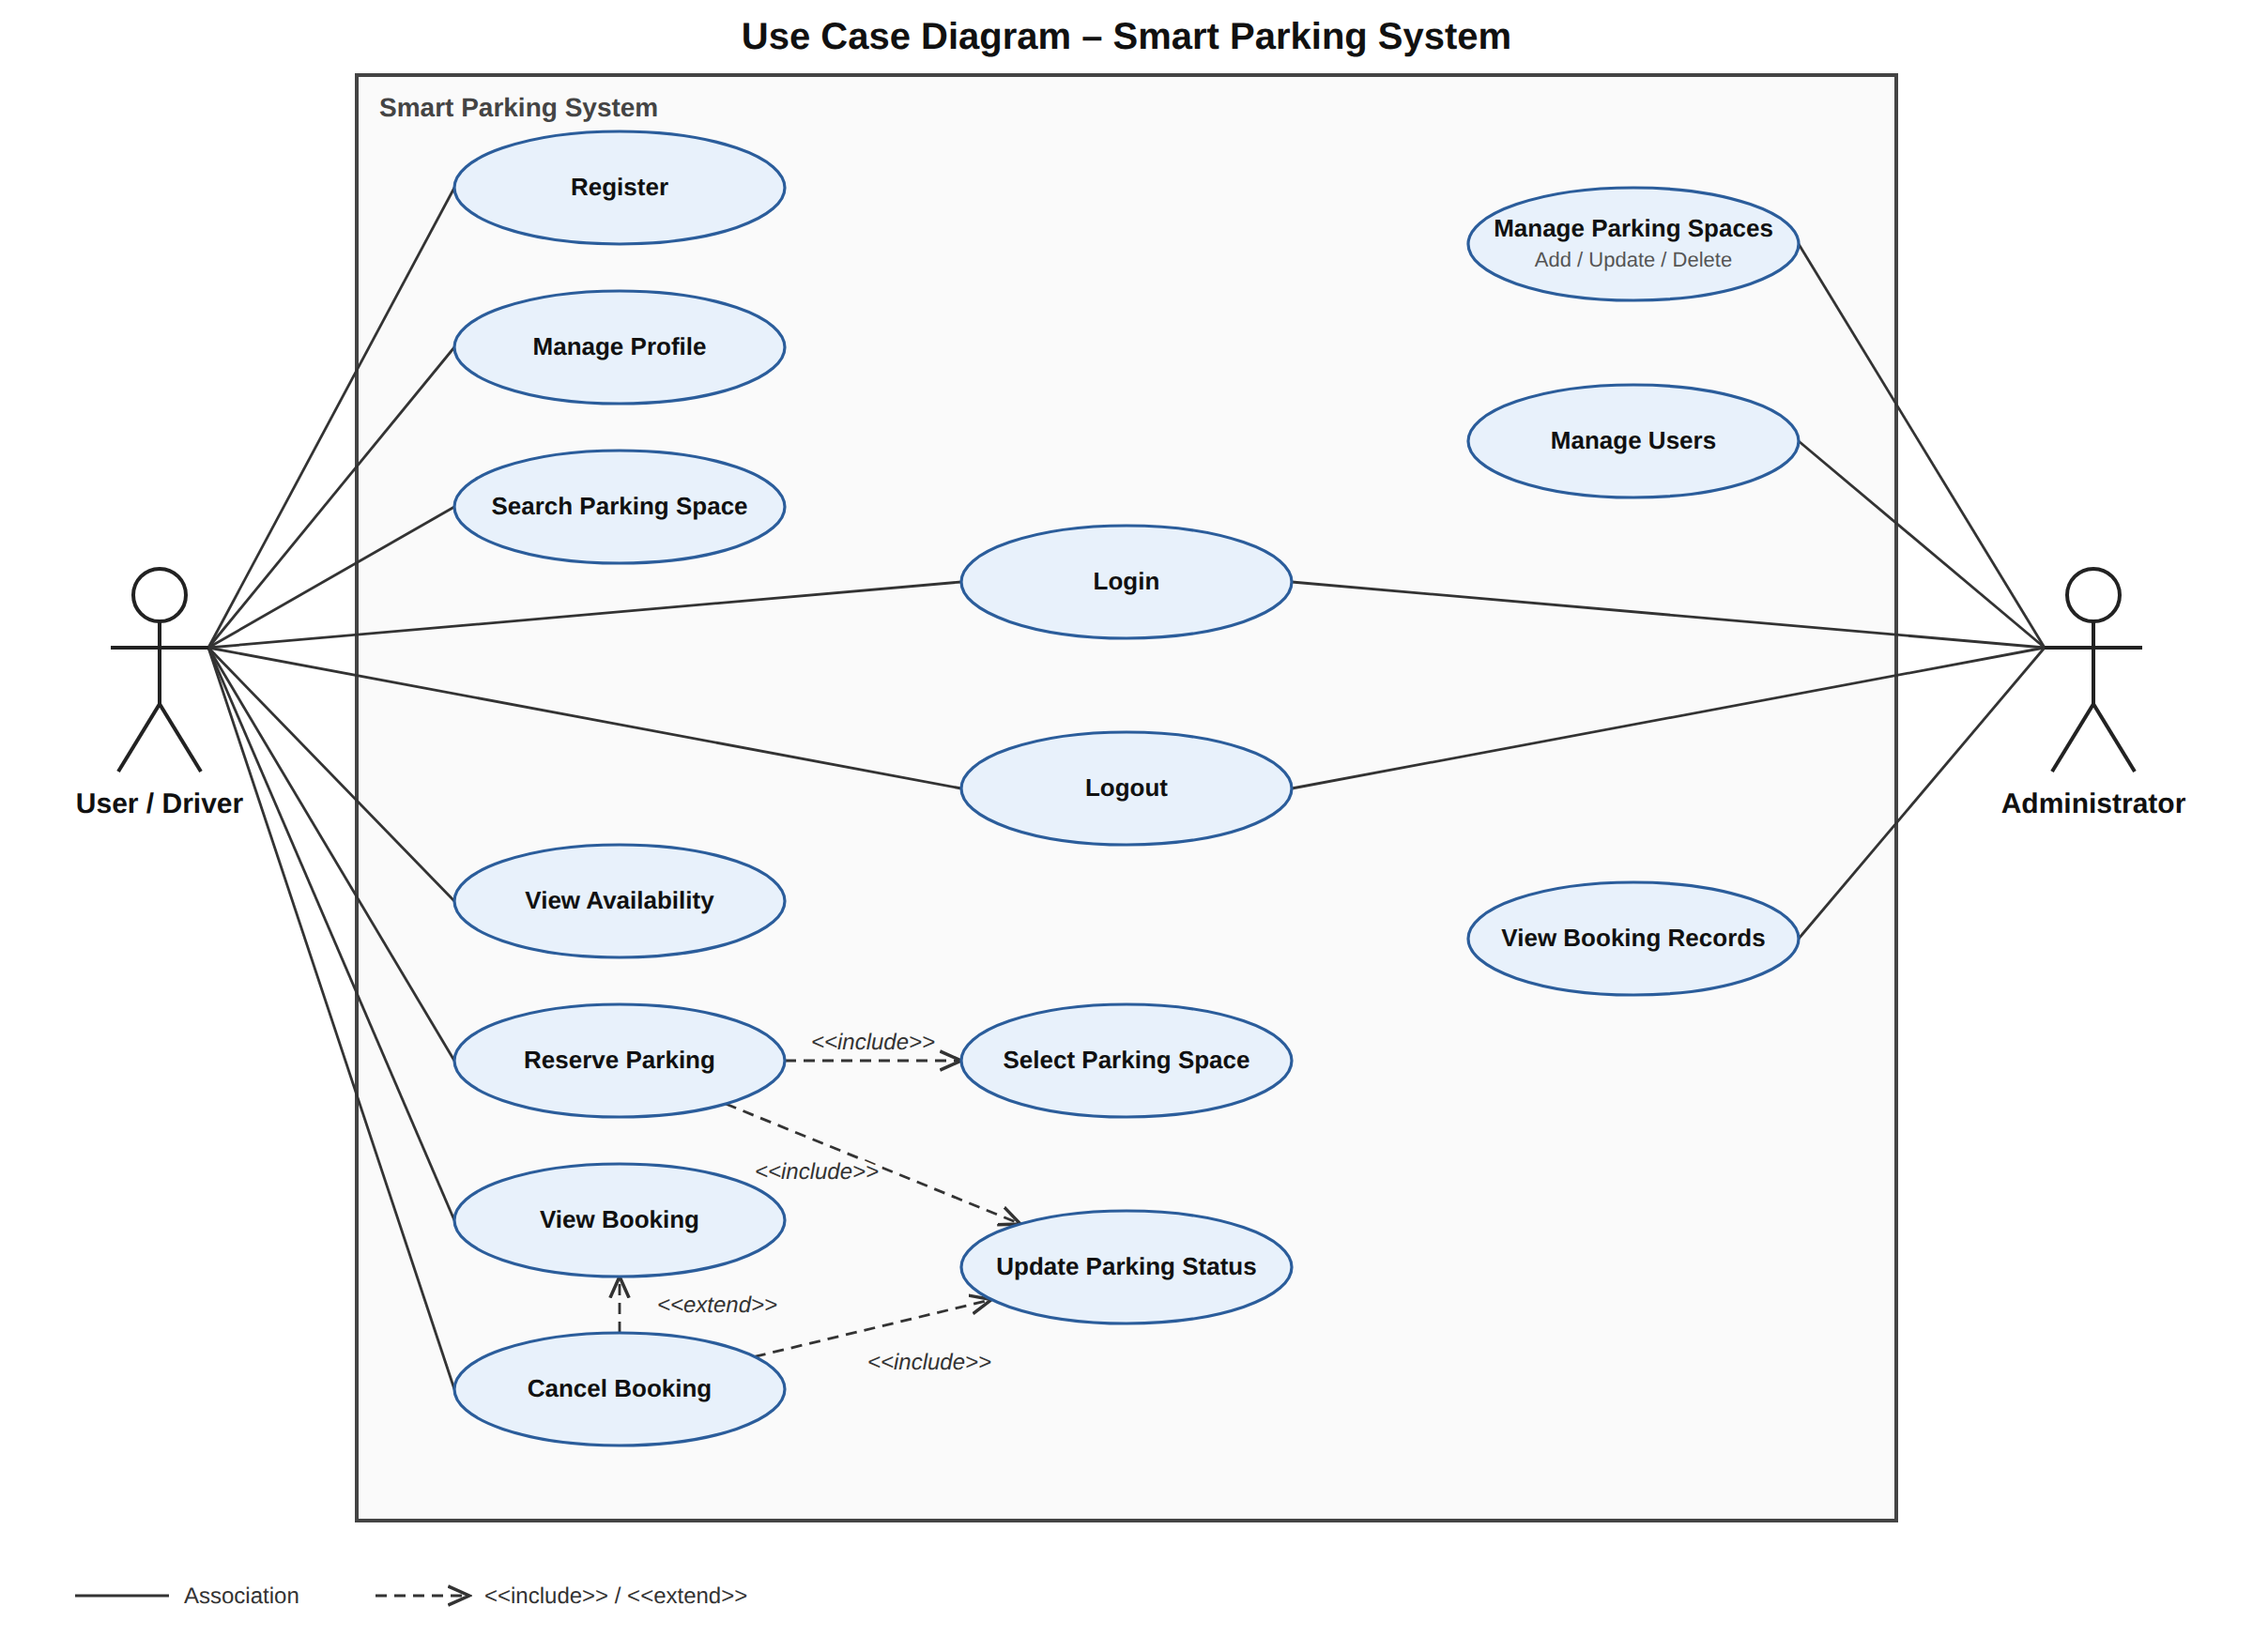 Use Case Diagram – Smart Parking System
Smart Parking System
Register
Manage Parking Spaces
Add / Update / Delete
Manage Profile
Manage Users
Search Parking Space
Login
Logout
User / Driver
Administrator
View Availability
View Booking Records
<<include>>
Reserve Parking
Select Parking Space
<<include>>
View Booking
Update Parking Status
<<extend>>
<<include>>
Cancel Booking
Association
<<include>> / <<extend>>